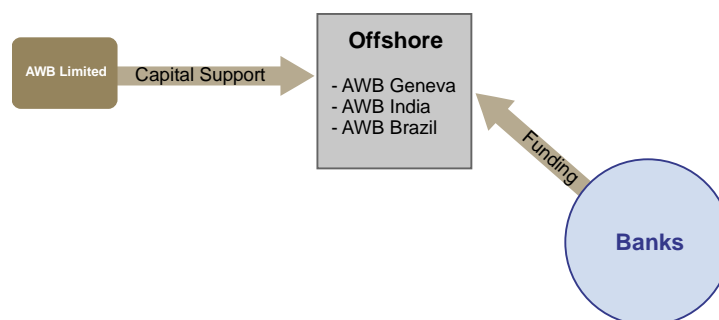 AWB Limited
Capital Support
Offshore
- AWB Geneva
- AWB India
- AWB Brazil
Funding
Banks